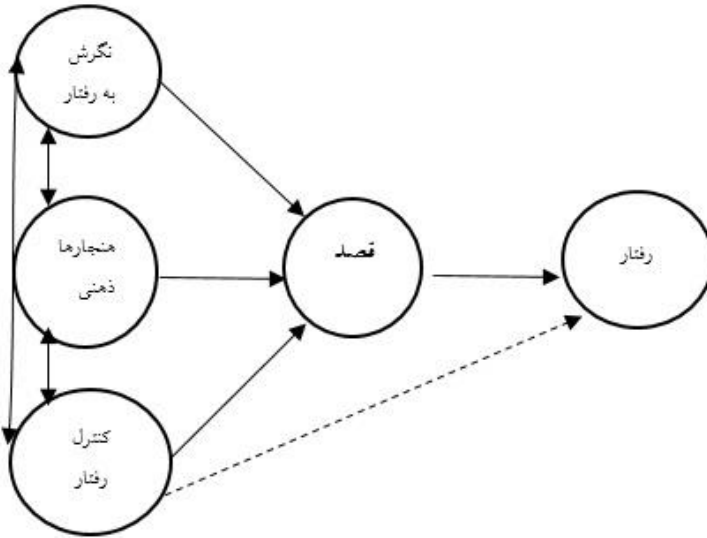 نگرش
به رفتار
هنجارها
ذهنی
کنترل
رفتار
قصد
رفتار